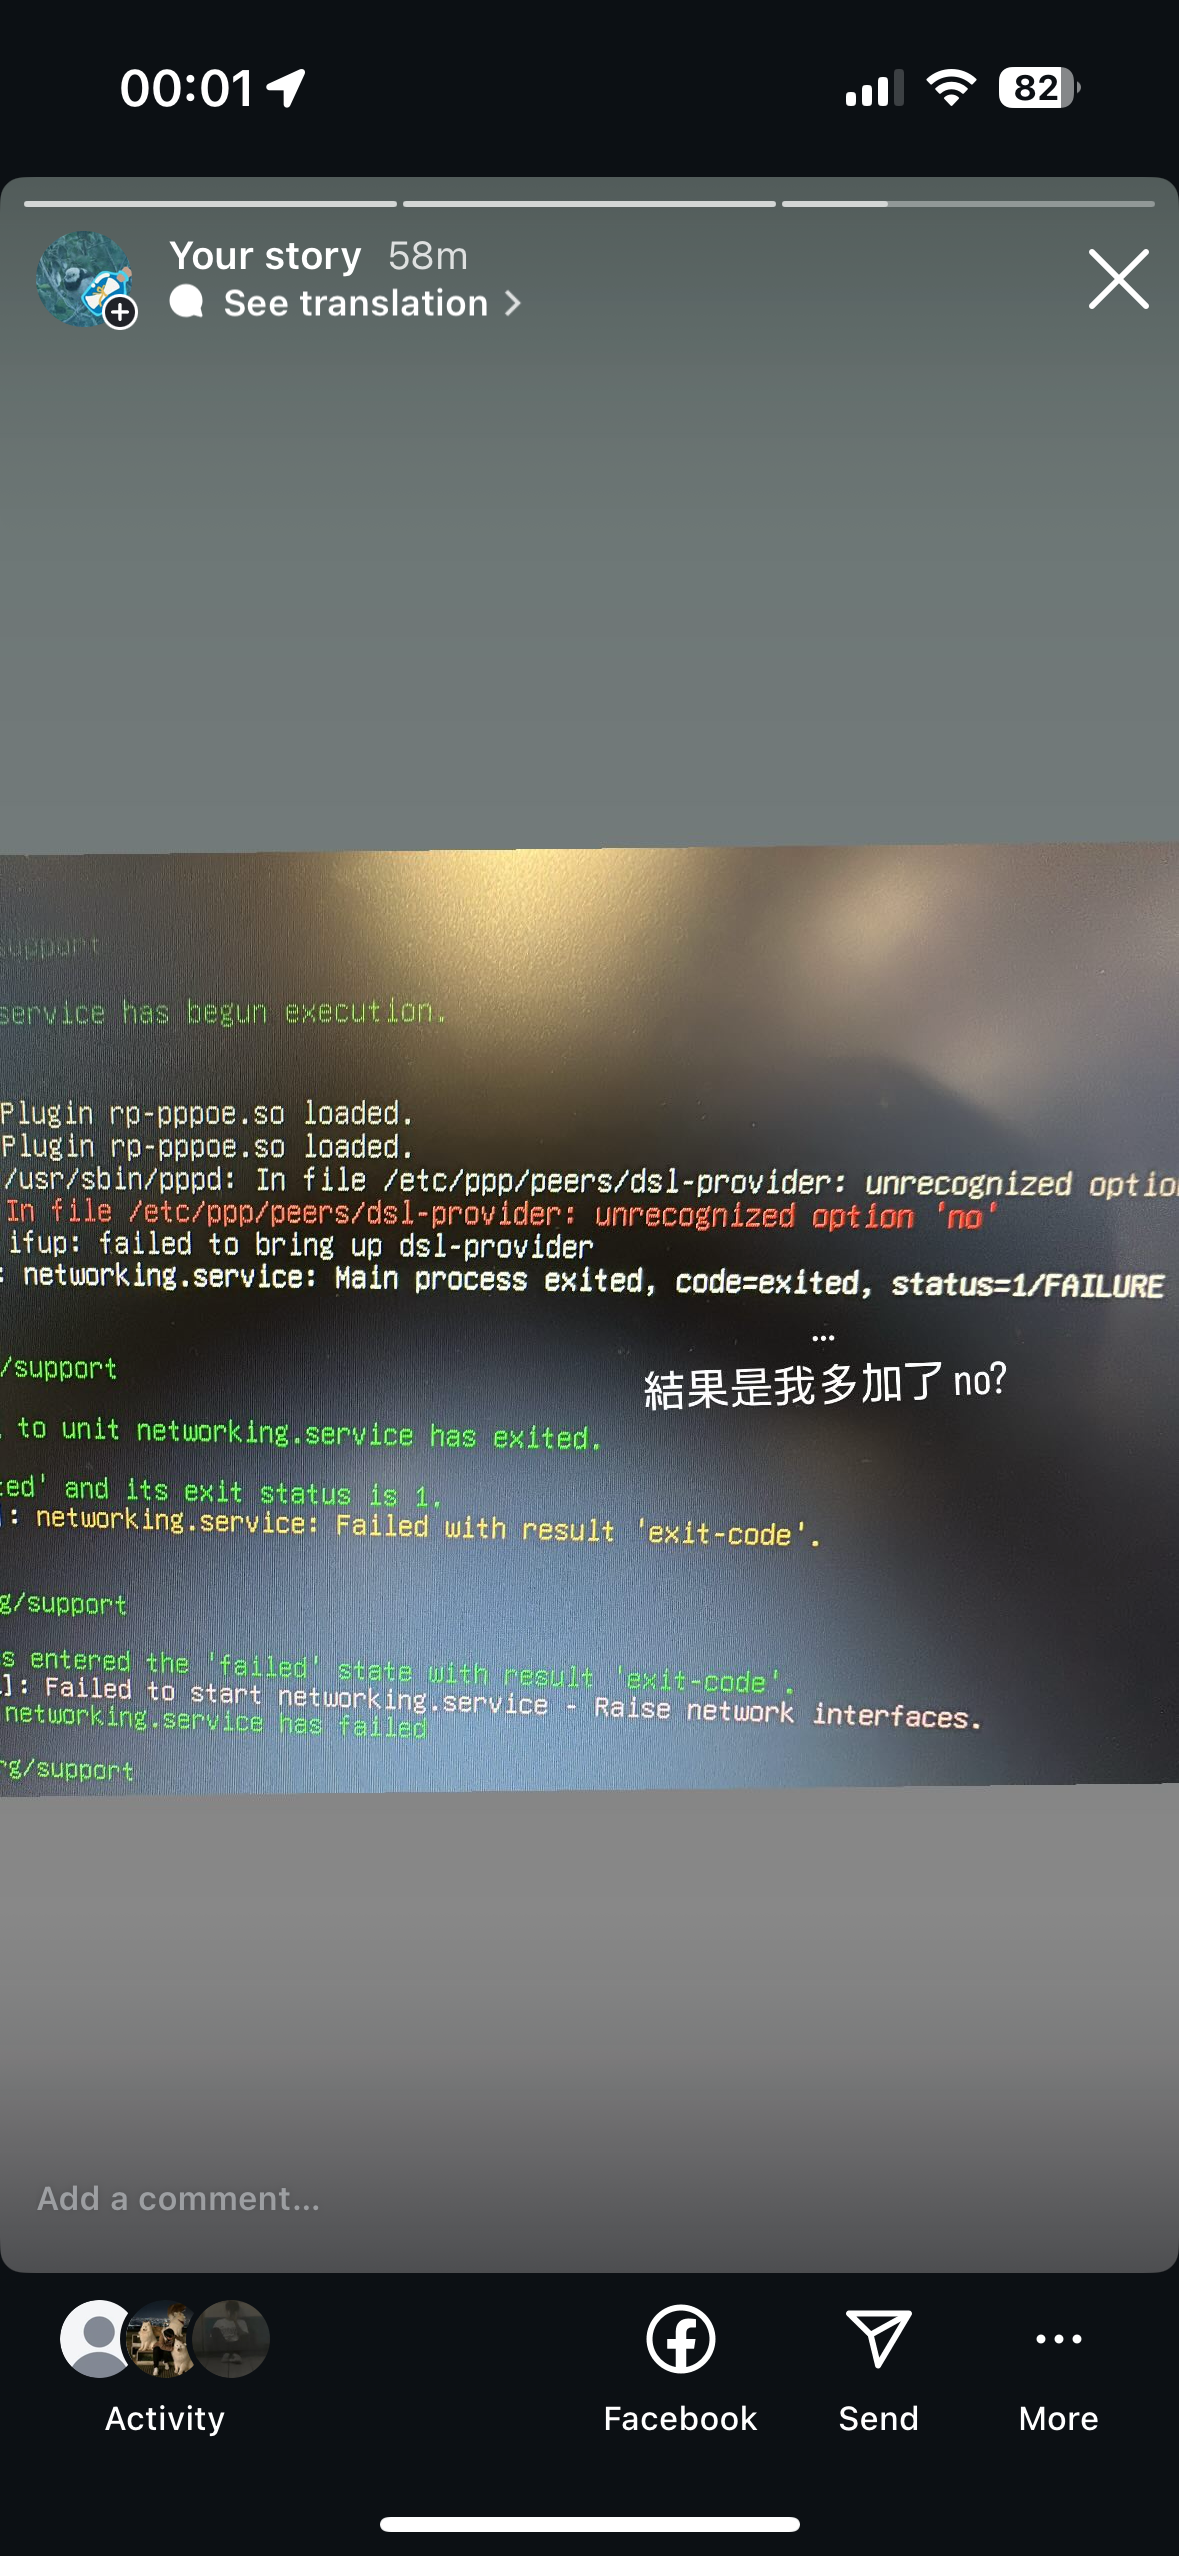 00:01
82
Your story 58m
See translation
support
service has begun execution.
Plugin rp-pppoe.so loaded.
Plugin rp-pppoe.so loaded.
/usr/sbin/pppd: In file /etc/ppp/peers/dsl-provider: unrecognized optio
In file /etc/ppp/peers/dsl-provider: unrecognized option 'no'
ifup: failed to bring up dsl-provider
: networking.service: Main process exited, code=exited, status=1/FAILURE
...
結果是我多加了no?
/support
to unit networking.service has exited.
ted' and its exit status is 1.
]: networking.service: Failed with result 'exit-code'.
g/support
s entered the 'failed' state with result 'exit-code'.
]: Failed to start networking.service - Raise network interfaces.
networking.service has failed
rg/support
Add a comment...
Activity
Facebook
Send
More